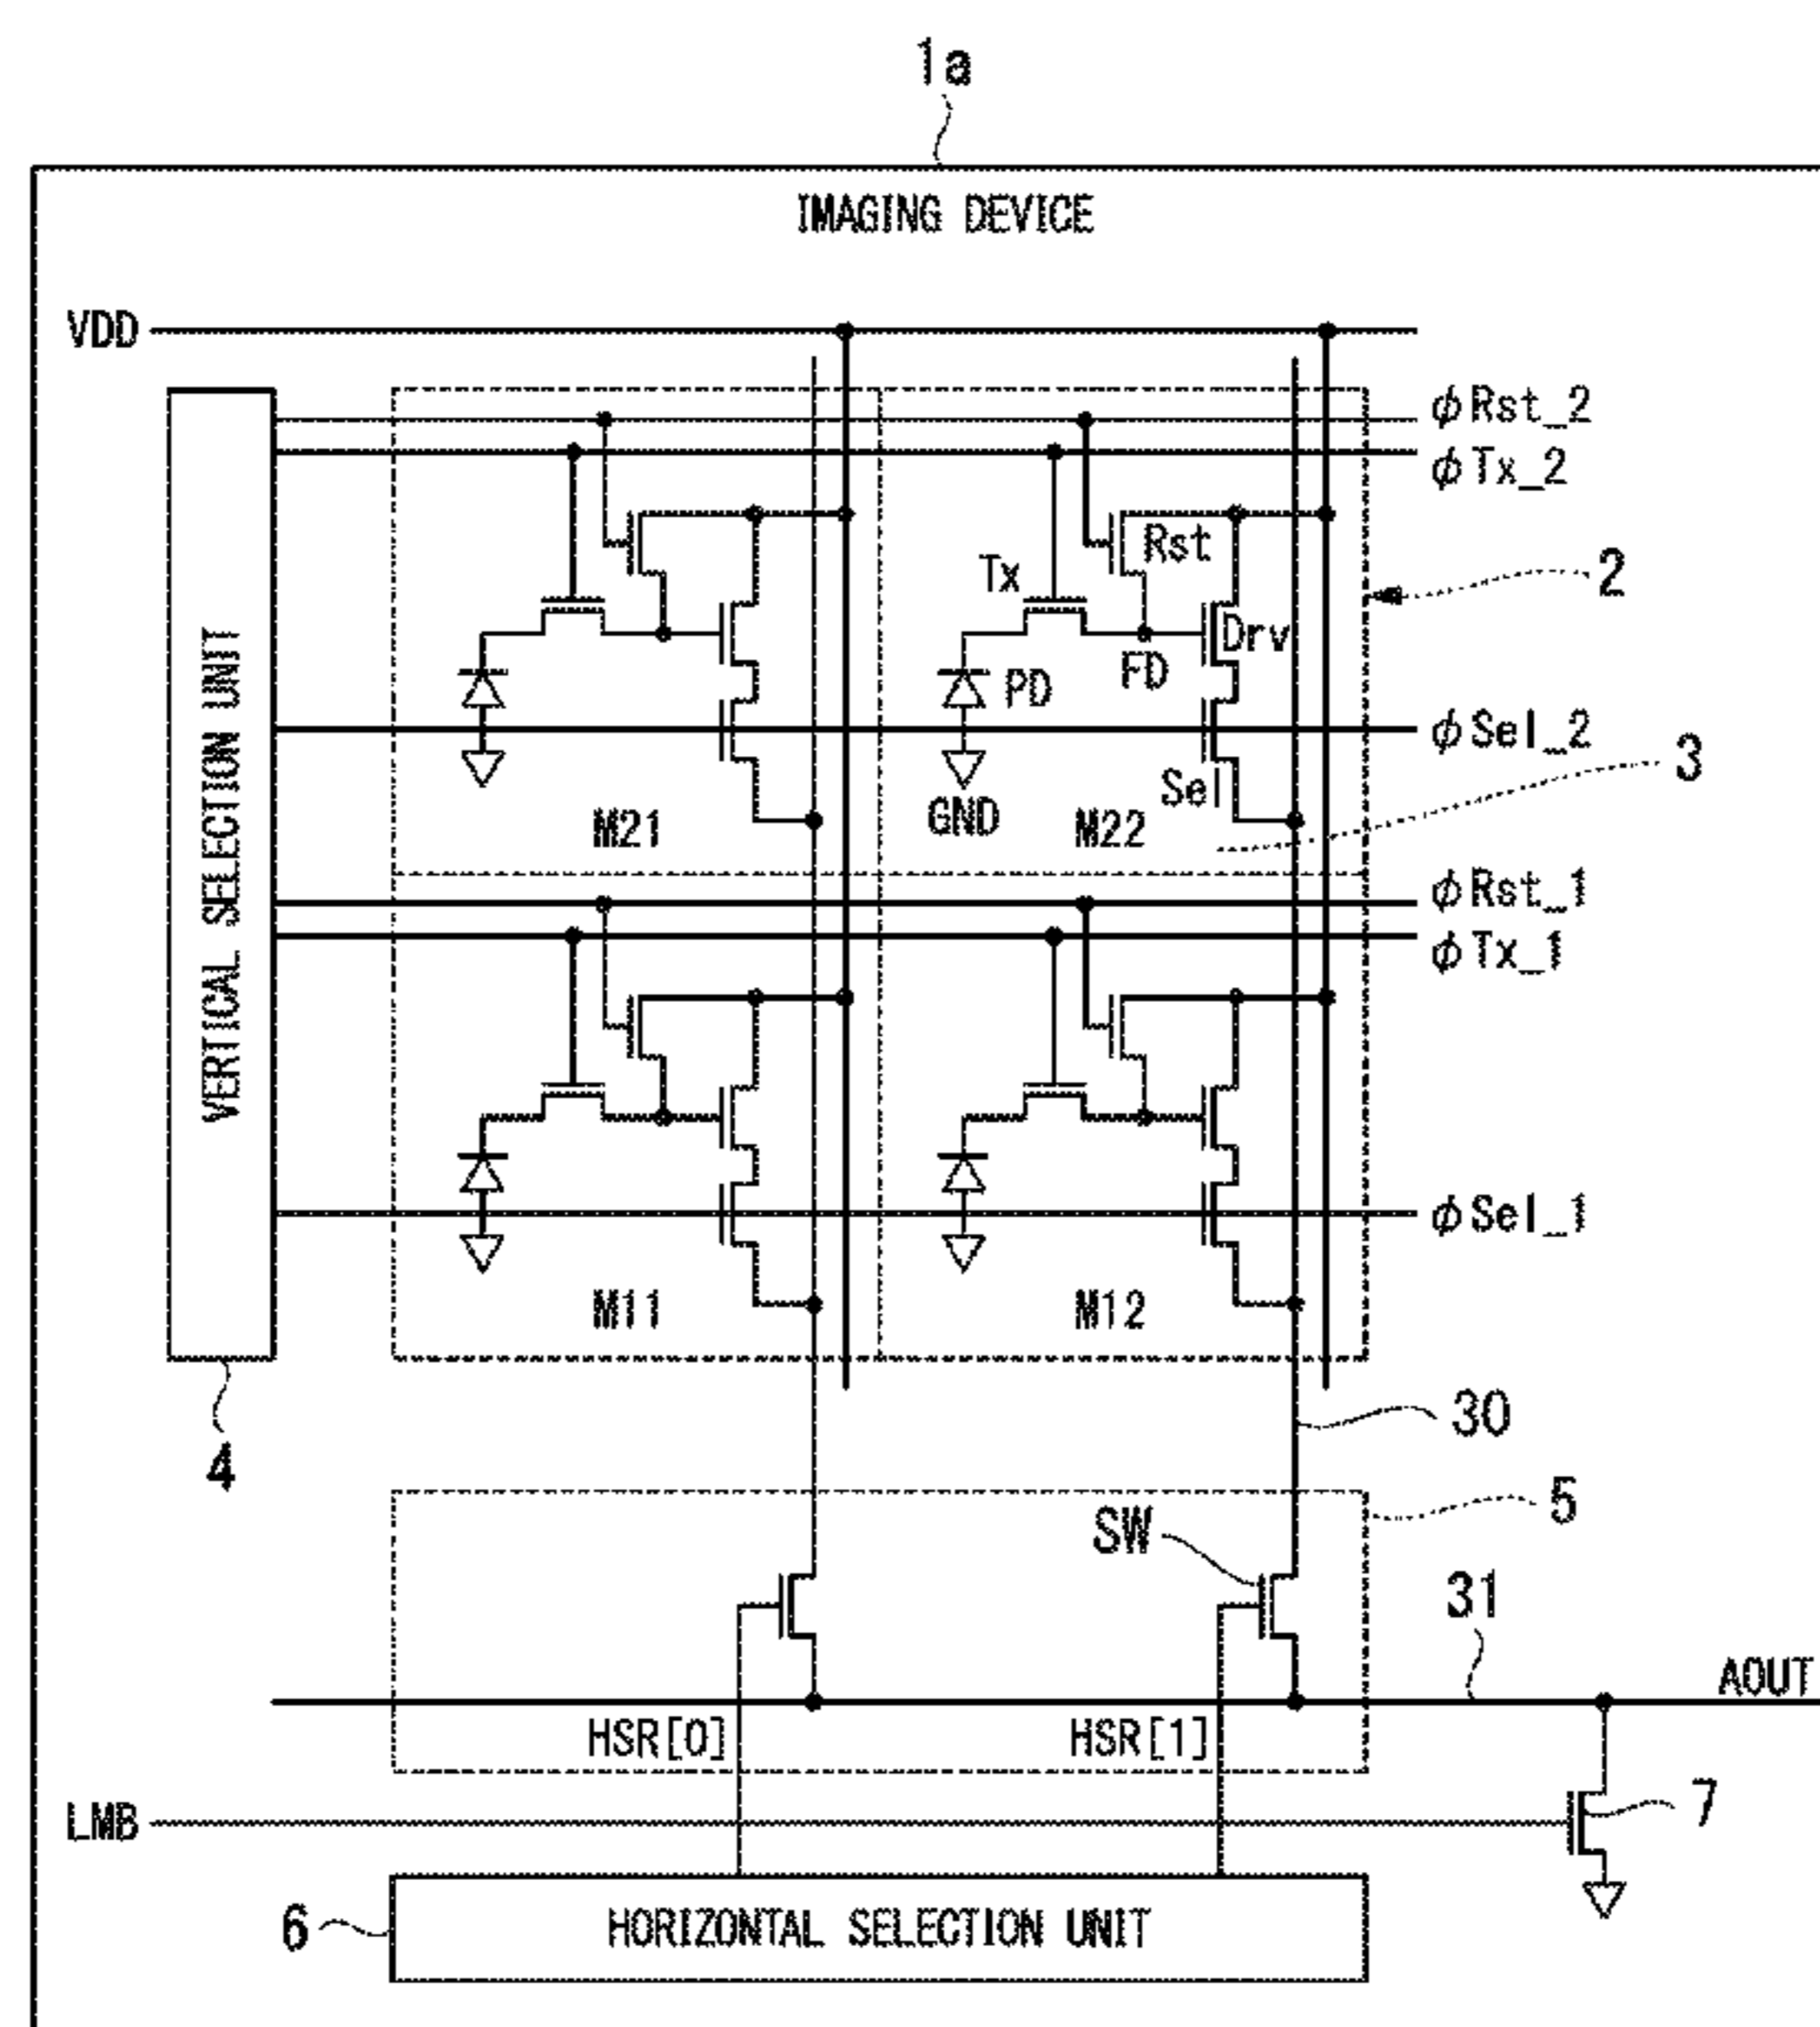 1a
IMAGING DEVICE
VDD
φRst_2
φTx_2
Rst
Tx
2
Drv
FD
PD
φSel_2
3
Sel
GND
M21
M22
φRst_1
φTx_1
VERTICAL SELECTION UNIT
φSel_1
M11
M12
30
4
5
SW
31
AOUT
HSR[0]
HSR[1]
7
LMB
6
HORIZONTAL SELECTION UNIT